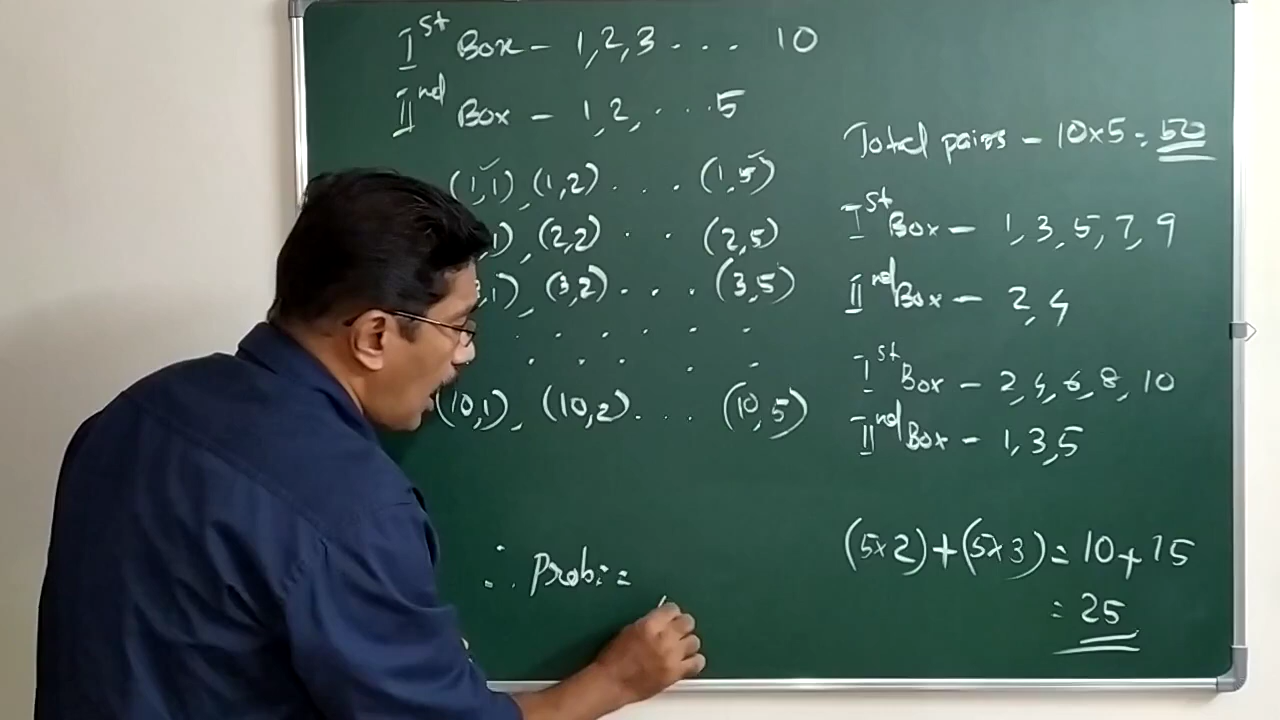 Ist Box – 1, 2, 3 . . . 10
IInd Box – 1, 2, . . . 5
(1,1), (1,2) . . . (1,5)
1), (2,2) . . (2,5)
,1), (3,2) . . . (3,5)
. . . . . .
. . . . . .
(10,1), (10,2) . . . (10,5)
∴ Prob: =
Total pairs – 10×5 = 50
Ist Box – 1, 3, 5, 7, 9
IInd Box – 2, 4
Ist Box – 2, 4, 6, 8, 10
IInd Box – 1, 3, 5
(5×2) + (5×3) = 10 + 15
= 25